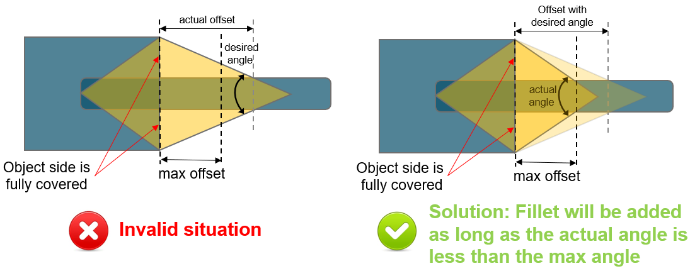 actual offset
desired
angle
Object side is
fully covered
max offset
Invalid situation
Offset with
desired angle
actual
angle
Object side is
fully covered
max offset
Solution: Fillet will be added
as long as the actual angle is
less than the max angle